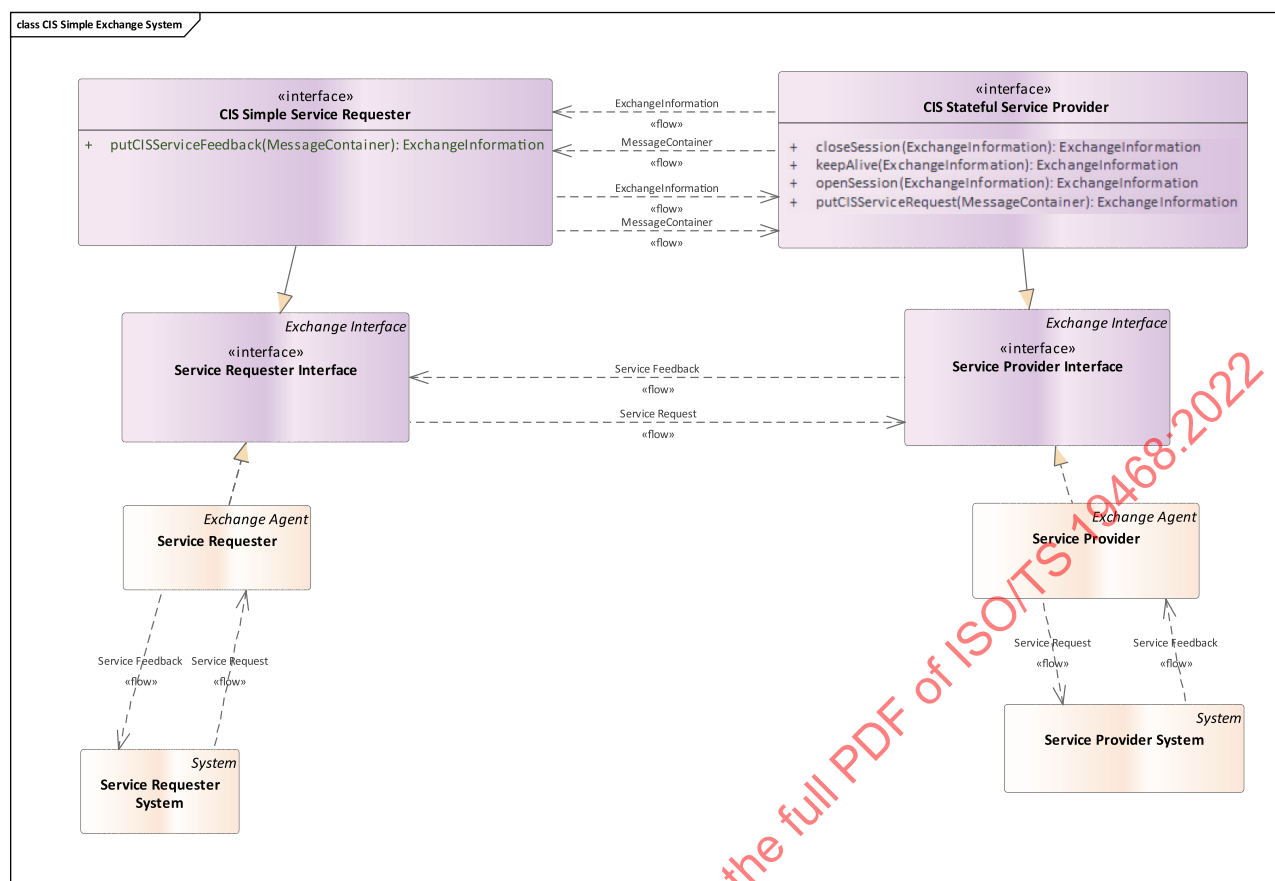 class CIS Simple Exchange System
«interface»
CIS Simple Service Requester
+ putCISServiceFeedback(MessageContainer): ExchangeInformation
ExchangeInformation
«flow»
MessageContainer
«flow»
ExchangeInformation
«flow»
MessageContainer
«flow»
«interface»
CIS Stateful Service Provider
+ closeSession(ExchangeInformation): ExchangeInformation
+ keepAlive(ExchangeInformation): ExchangeInformation
+ openSession(ExchangeInformation): ExchangeInformation
+ putCISServiceRequest(MessageContainer): ExchangeInformation
Exchange Interface
«interface»
Service Requester Interface
Service Feedback
«flow»
Service Request
«flow»
Exchange Interface
«interface»
Service Provider Interface
Exchange Agent
Service Requester
Exchange Agent
Service Provider
Service Feedback
«flow»
Service Request
«flow»
Service Request
«flow»
Service Feedback
«flow»
System
Service Requester
System
System
Service Provider System
the full PDF of ISO/TS 19468:2022